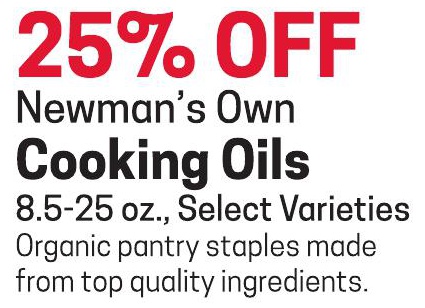 25% OFF
Newman's Own
Cooking Oils
8.5-25 oz., Select Varieties
Organic pantry staples made
from top quality ingredients.